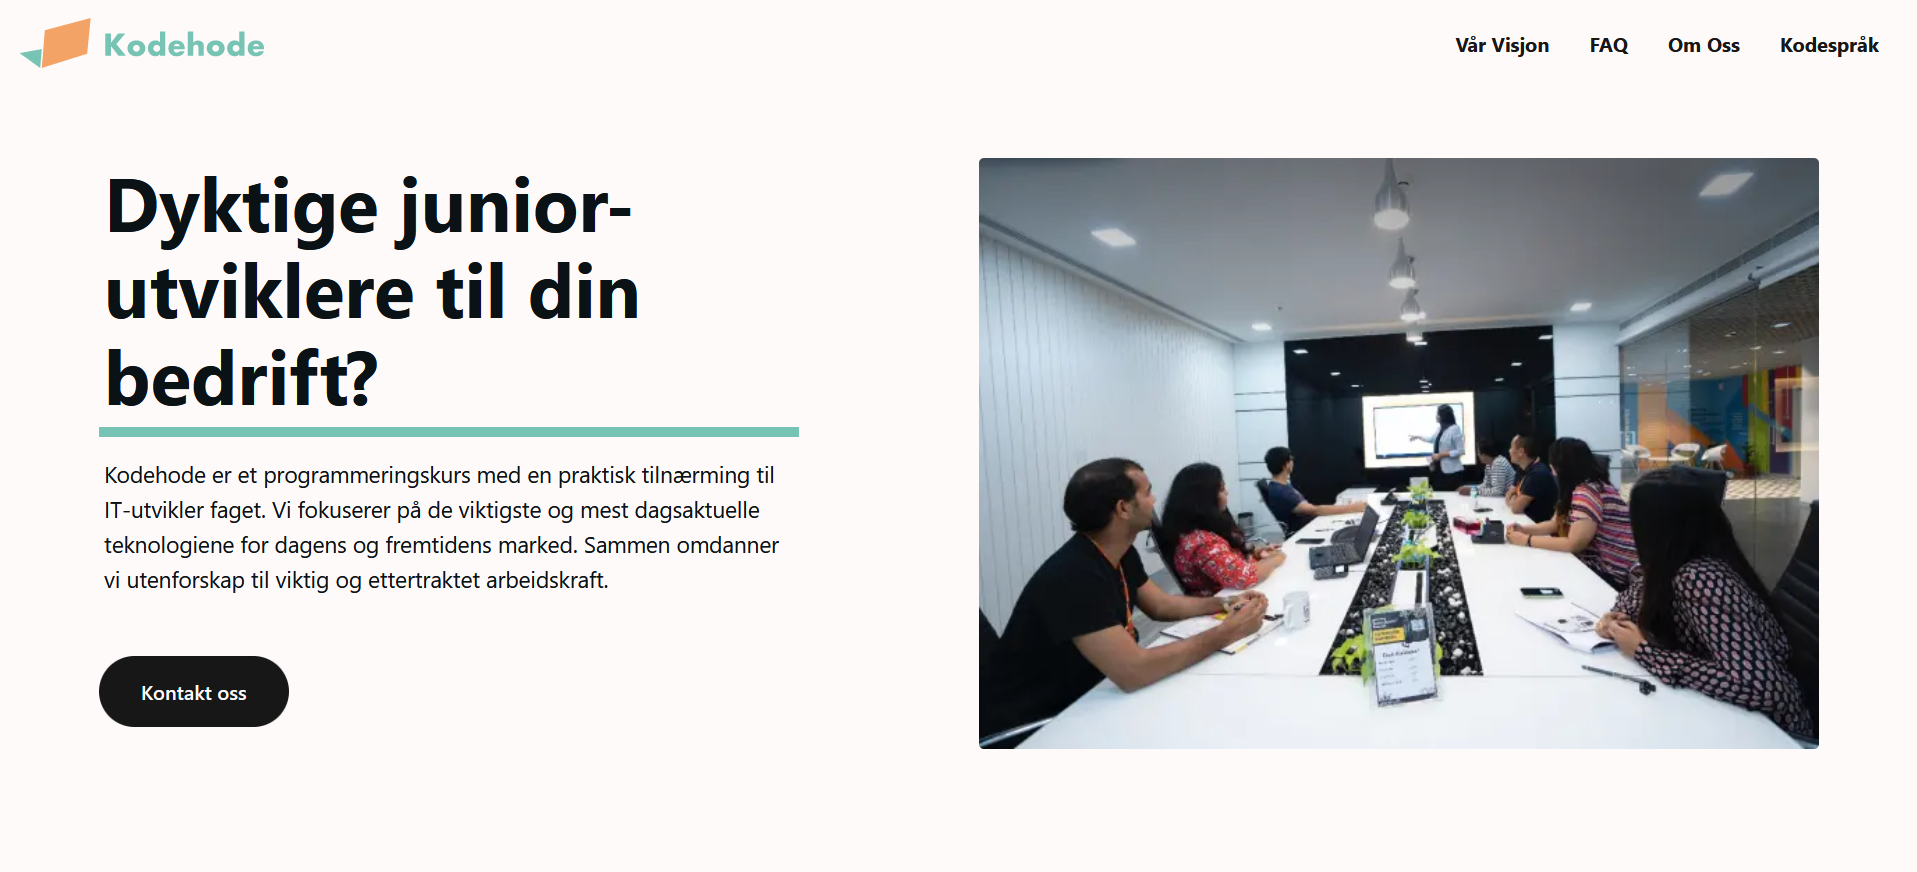 Kodehode
Vår Visjon FAQ Om Oss Kodespråk
Dyktige junior-
utviklere til din
bedrift?
Kodehode er et programmeringskurs med en praktisk tilnærming til
IT-utvikler faget. Vi fokuserer på de viktigste og mest dagsaktuelle
teknologiene for dagens og fremtidens marked. Sammen omdanner
vi utenforskap til viktig og ettertraktet arbeidskraft.
Kontakt oss